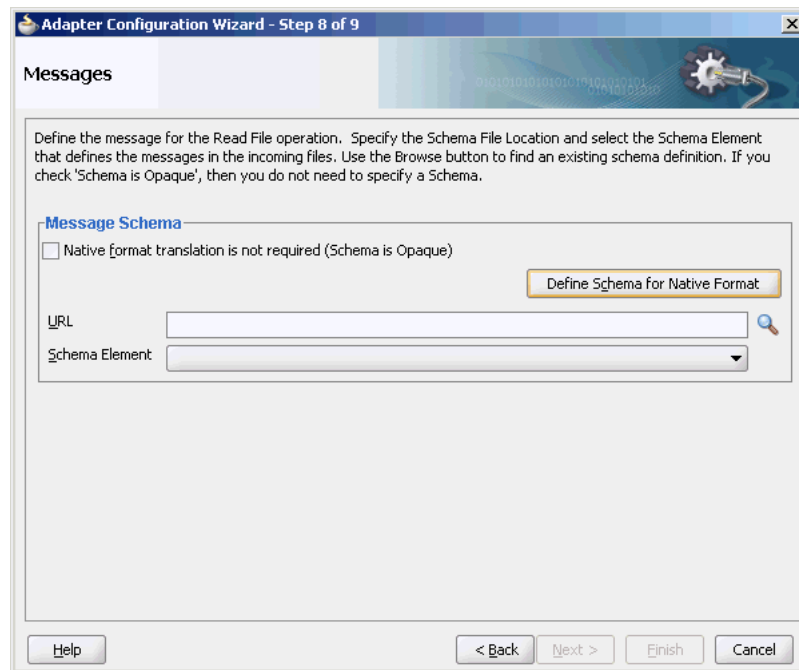 Adapter Configuration Wizard - Step 8 of 9
Messages
Define the message for the Read File operation.  Specify the Schema File Location and select the Schema Element
that defines the messages in the incoming files. Use the Browse button to find an existing schema definition. If you
check 'Schema is Opaque', then you do not need to specify a Schema.
Message Schema
Native format translation is not required (Schema is Opaque)
Define Schema for Native Format
URL
Schema Element
Help
< Back
Next >
Finish
Cancel